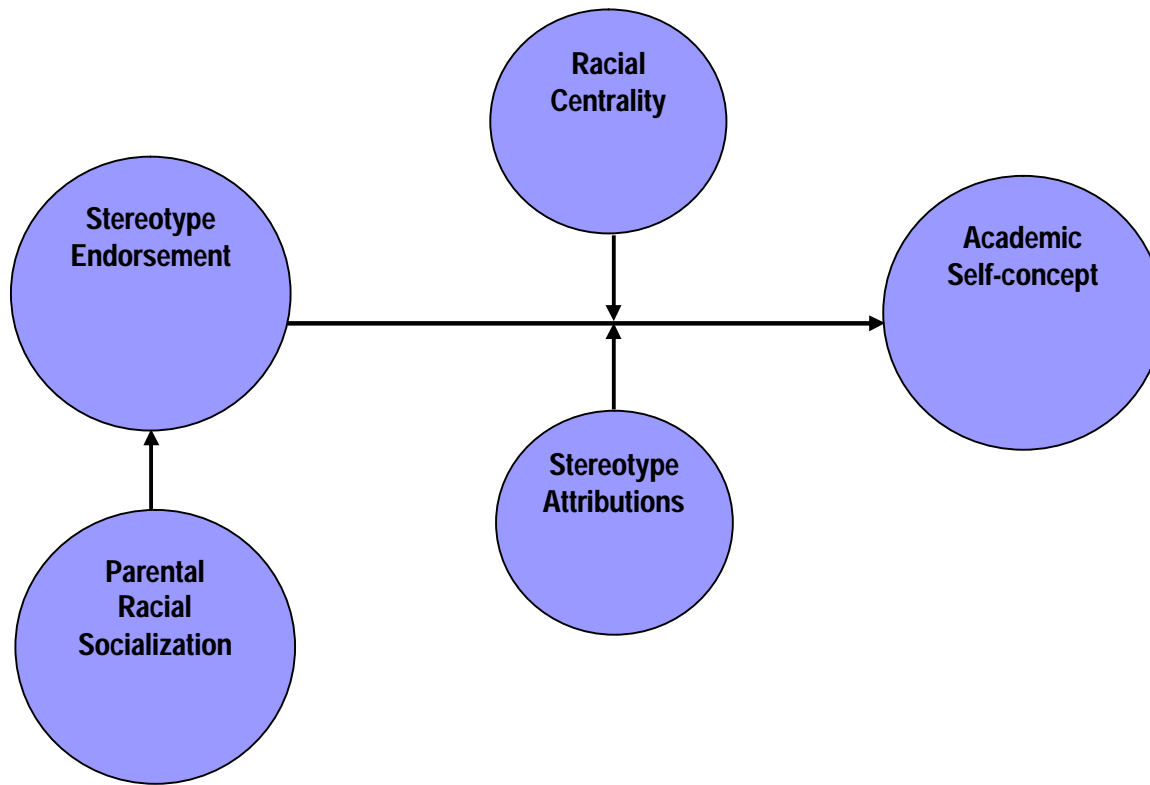 Racial
Centrality
Stereotype
Endorsement
Academic
Self-concept
Stereotype
Attributions
Parental
Racial
Socialization